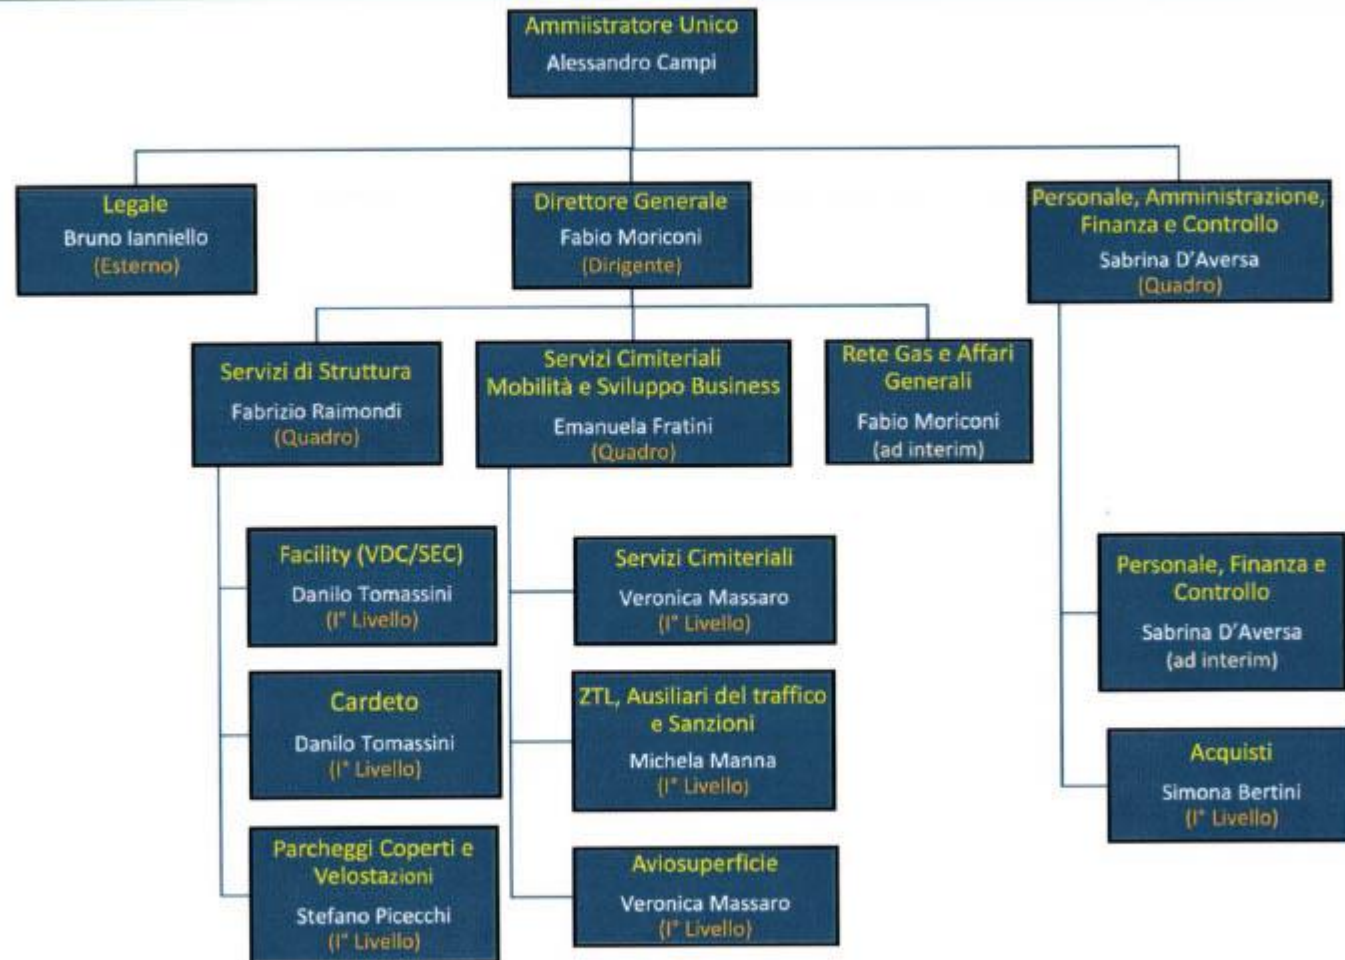 Ammiistratore Unico
Alessandro Campi
Legale
Bruno Ianniello
(Esterno)
Direttore Generale
Fabio Moriconi
(Dirigente)
Personale, Amministrazione,
Finanza e Controllo
Sabrina D'Aversa
(Quadro)
Servizi di Struttura
Fabrizio Raimondi
(Quadro)
Servizi Cimiteriali
Mobilità e Sviluppo Business
Emanuela Fratini
(Quadro)
Rete Gas e Affari
Generali
Fabio Moriconi
(ad interim)
Facility (VDC/SEC)
Danilo Tomassini
(I° Livello)
Cardeto
Danilo Tomassini
(I° Livello)
Parcheggi Coperti e
Velostazioni
Stefano Picecchi
(I° Livello)
Servizi Cimiteriali
Veronica Massaro
(I° Livello)
ZTL, Ausiliari del traffico
e Sanzioni
Michela Manna
(I° Livello)
Aviosuperficie
Veronica Massaro
(I° Livello)
Personale, Finanza e
Controllo
Sabrina D'Aversa
(ad interim)
Acquisti
Simona Bertini
(I° Livello)